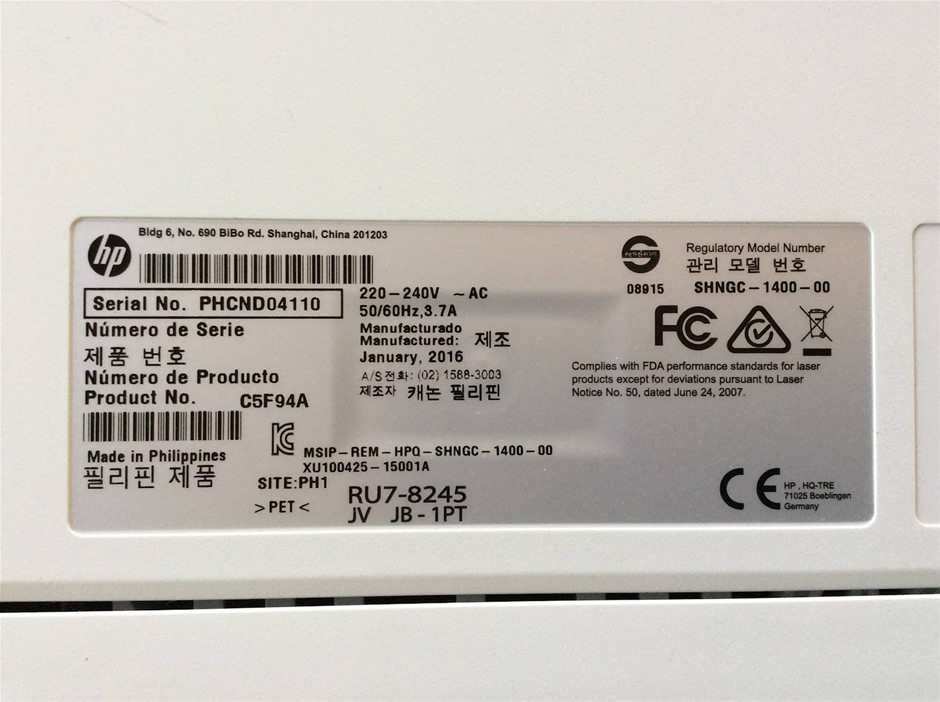 hp
Bldg 6, No. 690 BiBo Rd. Shanghai, China 201203
Serial No. PHCND04110
Número de Serie
제품 번호
Número de Producto
Product No. C5F94A
Made in Philippines
필리핀 제품
220-240V ~AC
50/60Hz,3.7A
Manufacturado
Manufactured: 제조
January, 2016
A/S 전화: (02) 1588-3003
제조자 캐논 필리핀
MSIP-REM-HPQ-SHNGC-1400-00
XU100425-15001A
SITE:PH1
>PET<
RU7-8245
JV JB-1PT
08915
Regulatory Model Number
관리 모델 번호
SHNGC-1400-00
FC
Complies with FDA performance standards for laser
products except for deviations pursuant to Laser
Notice No. 50, dated June 24, 2007.
CE
HP, HQ-TRE
71025 Boeblingen
Germany